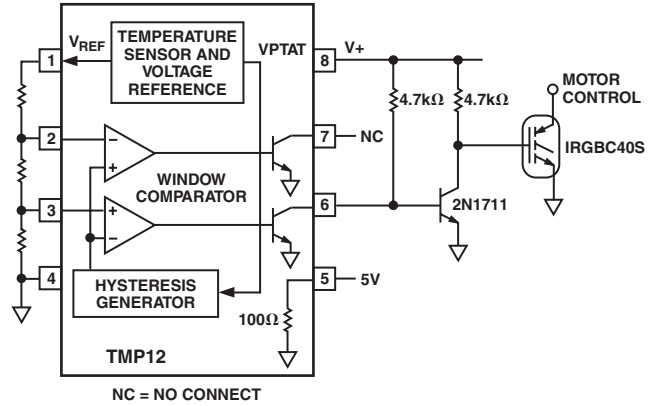 1
VREF
TEMPERATURE
SENSOR AND
VOLTAGE
REFERENCE
VPTAT
8
V+
4.7kΩ
4.7kΩ
MOTOR
CONTROL
IRGBC40S
2
–
+
7
NC
WINDOW
COMPARATOR
3
+
–
6
2N1711
4
HYSTERESIS
GENERATOR
5
5V
100Ω
TMP12
NC = NO CONNECT